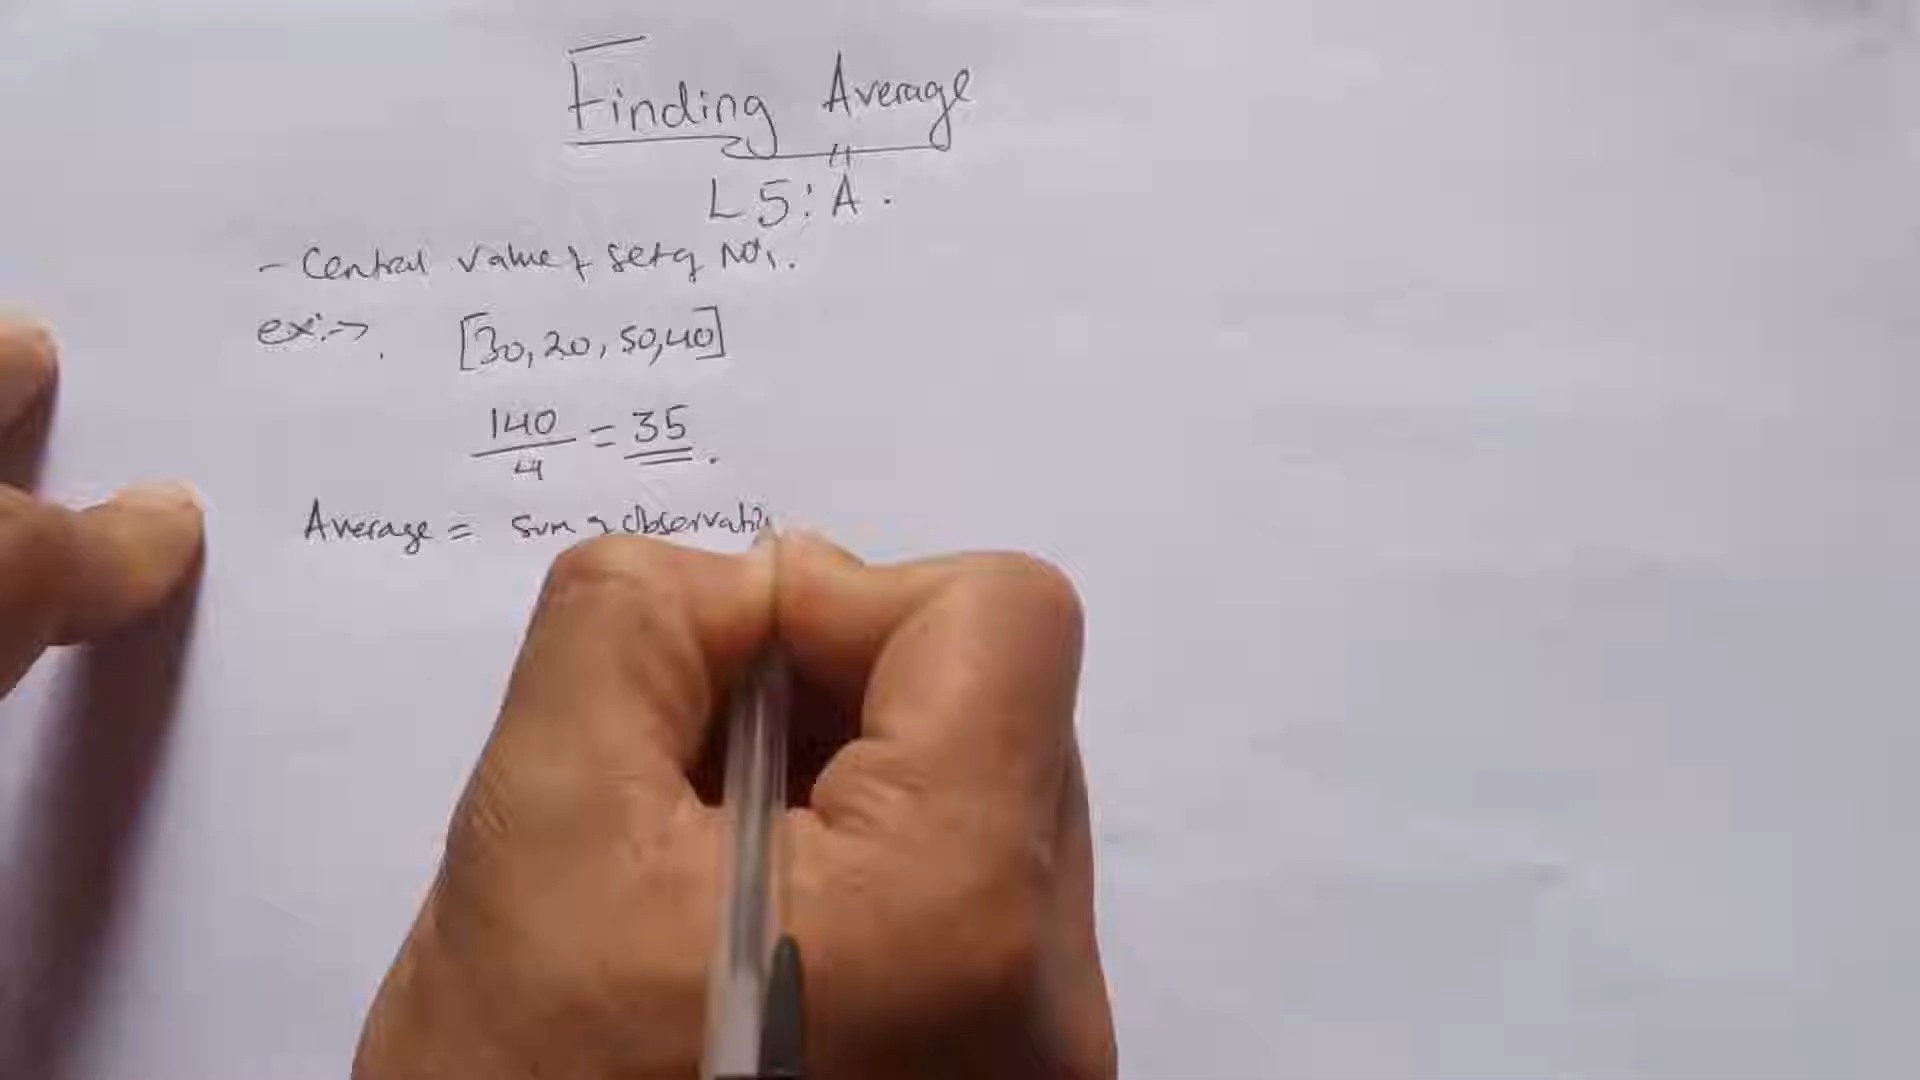 Finding Average
L5: A.
- Central value of set of No's.
ex:-> [30, 20, 50, 40]
140/4 = 35.
Average = sum of observati